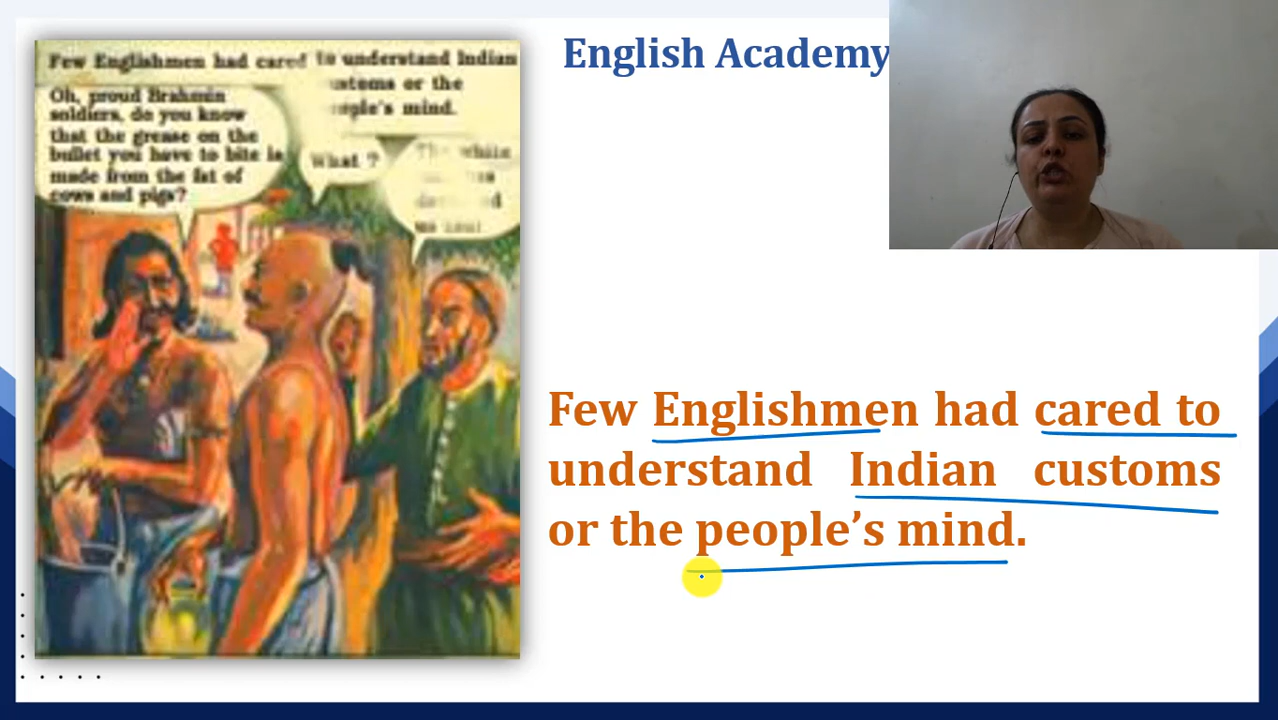 Few Englishmen had cared to understand Indian
customs or the
people's mind.
Oh, proud Brahmin
soldiers, do you know
that the grease on the
bullet you have to bite is
made from the fat of
cows and pigs?
What ?
English Academy
Few Englishmen had cared to
understand Indian customs
or the people’s mind.